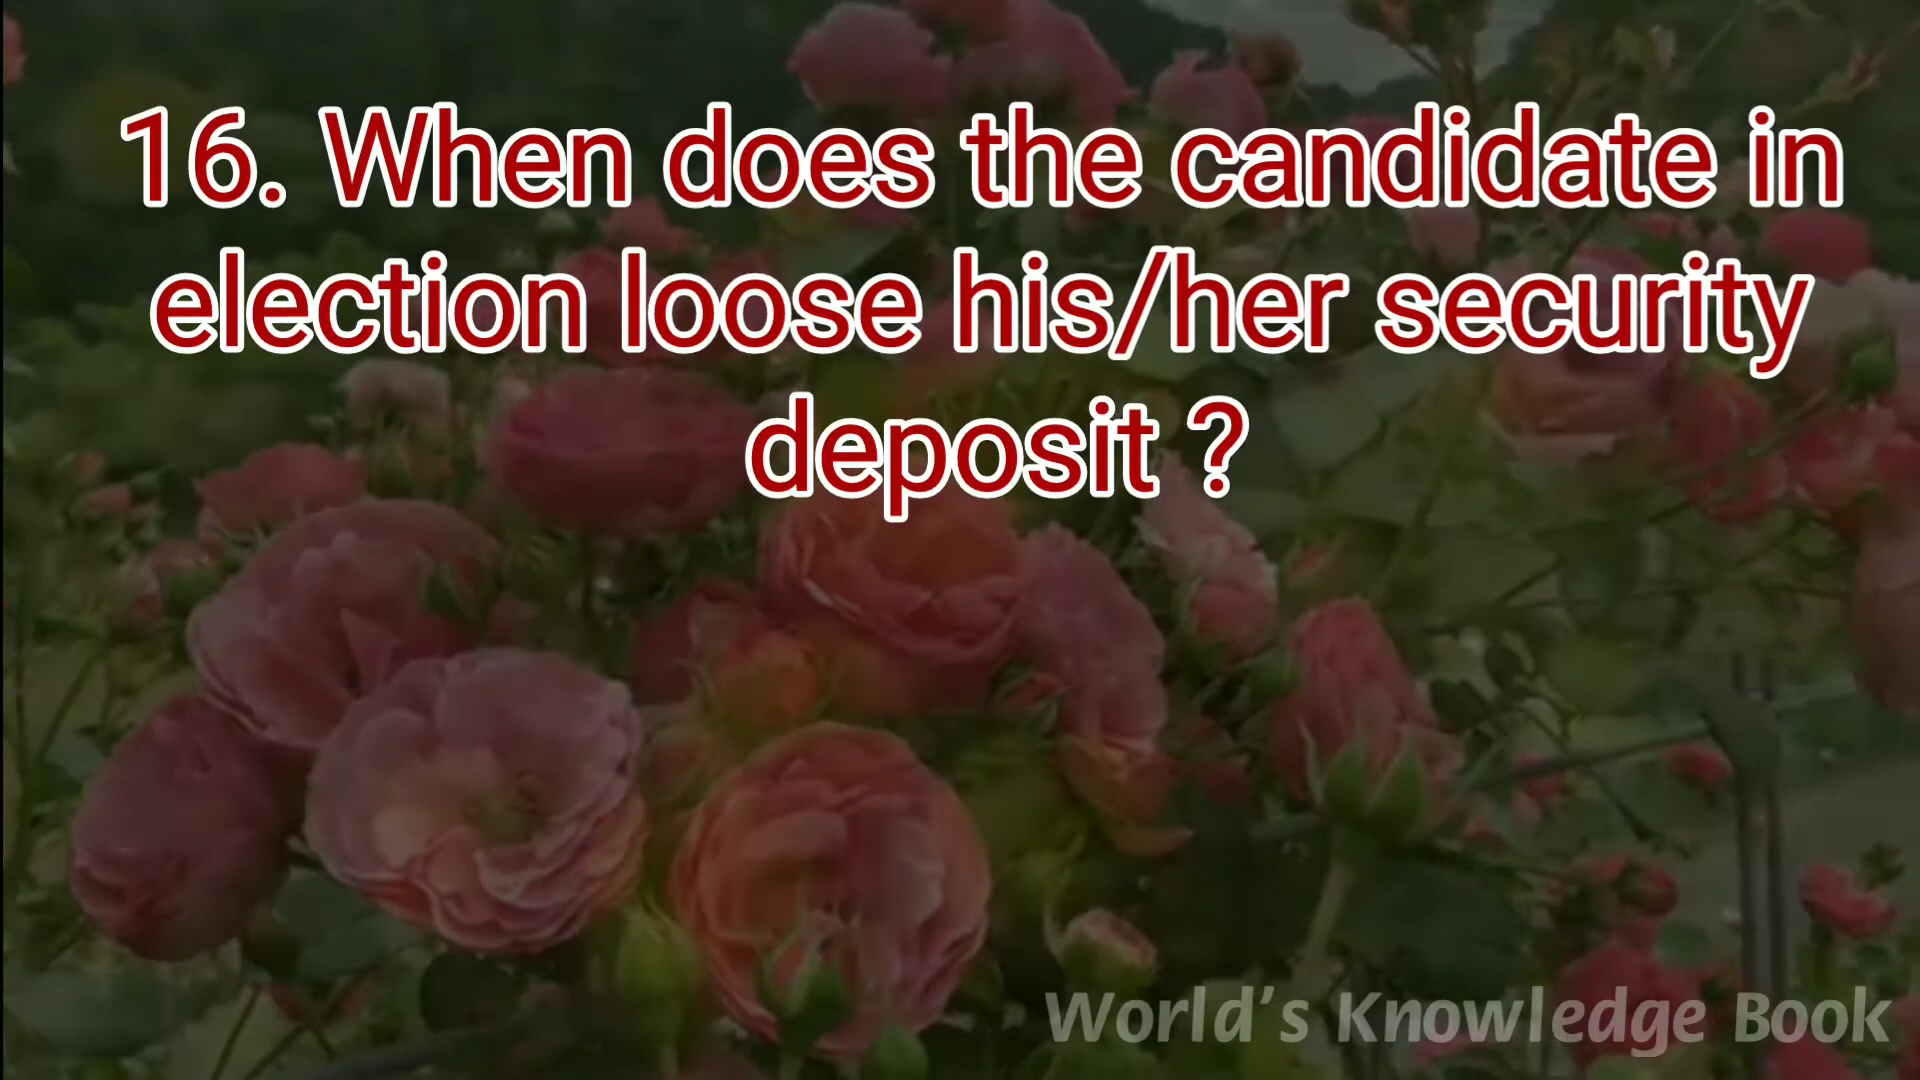 16. When does the candidate in
election loose his/her security
deposit ?
World's Knowledge Book